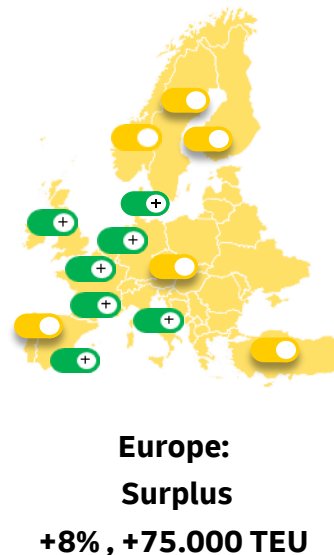 +
+
+
+
+
+
+
Europe:
Surplus
+8% , +75.000 TEU